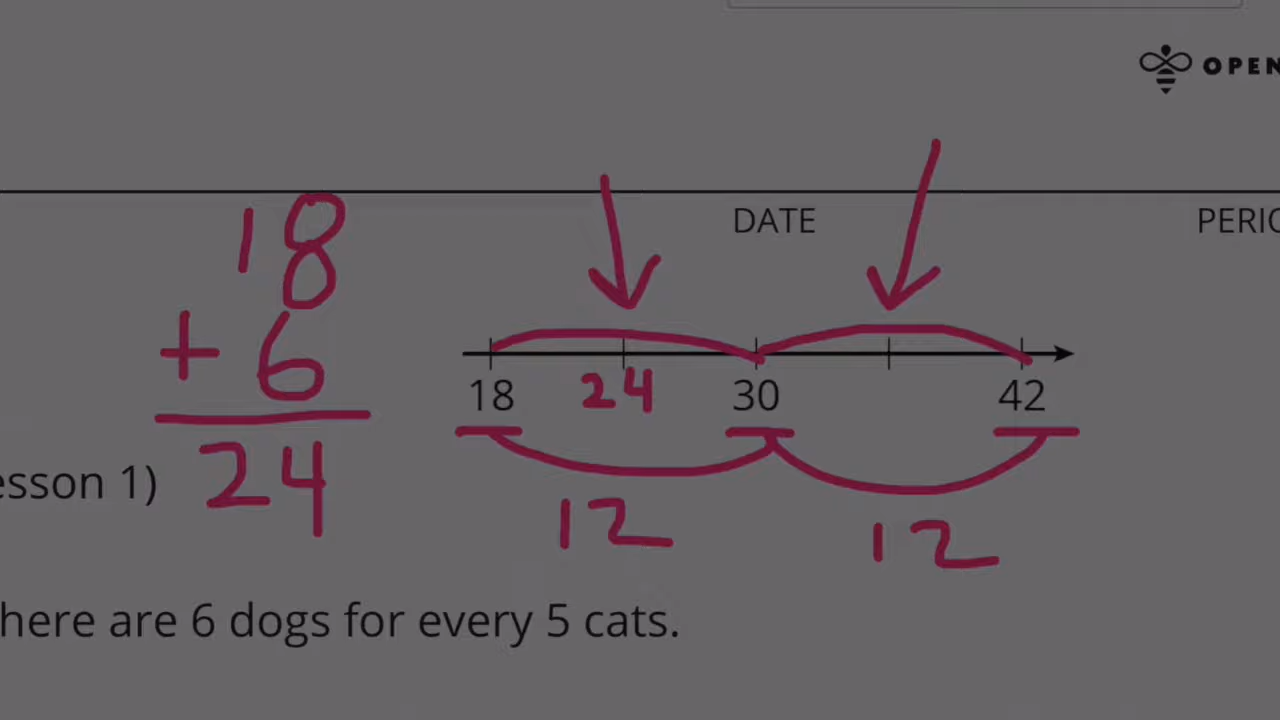 OPEN
DATE PERIO
18
+ 6
24
18 24 30 42
12 12
esson 1)
here are 6 dogs for every 5 cats.